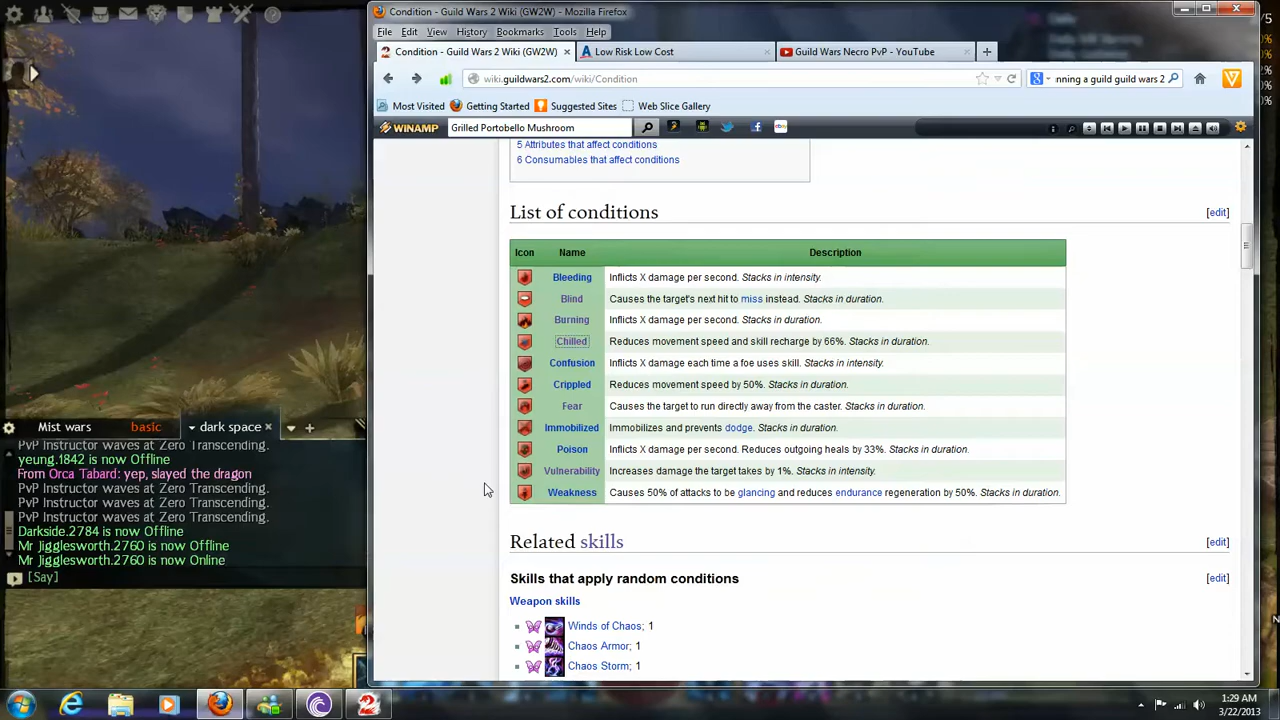 Condition - Guild Wars 2 Wiki (GW2W) - Mozilla Firefox
File Edit View History Bookmarks Tools Help
Condition - Guild Wars 2 Wiki (GW2W) Low Risk Low Cost Guild Wars Necro PvP - YouTube
wiki.guildwars2.com/wiki/Condition nning a guild guild wars 2
Most Visited Getting Started Suggested Sites Web Slice Gallery
WINAMP Grilled Portobello Mushroom
5 Attributes that affect conditions
6 Consumables that affect conditions
List of conditions [edit]
Icon Name Description
Bleeding Inflicts X damage per second. Stacks in intensity.
Blind Causes the target's next hit to miss instead. Stacks in duration.
Burning Inflicts X damage per second. Stacks in duration.
Chilled Reduces movement speed and skill recharge by 66%. Stacks in duration.
Confusion Inflicts X damage each time a foe uses skill. Stacks in intensity.
Crippled Reduces movement speed by 50%. Stacks in duration.
Fear Causes the target to run directly away from the caster. Stacks in duration.
Immobilized Immobilizes and prevents dodge. Stacks in duration.
Poison Inflicts X damage per second. Reduces outgoing heals by 33%. Stacks in duration.
Vulnerability Increases damage the target takes by 1%. Stacks in intensity.
Weakness Causes 50% of attacks to be glancing and reduces endurance regeneration by 50%. Stacks in duration.
Related skills [edit]
Skills that apply random conditions [edit]
Weapon skills
Winds of Chaos; 1
Chaos Armor; 1
Chaos Storm; 1
Mist wars basic dark space
PvP Instructor waves at Zero Transcending.
yeung.1842 is now Offline
From Orca Tabard: yep, slayed the dragon
PvP Instructor waves at Zero Transcending.
PvP Instructor waves at Zero Transcending.
PvP Instructor waves at Zero Transcending.
Darkside.2784 is now Offline
Mr Jigglesworth.2760 is now Offline
Mr Jigglesworth.2760 is now Online
[Say]
1:29 AM
3/22/2013